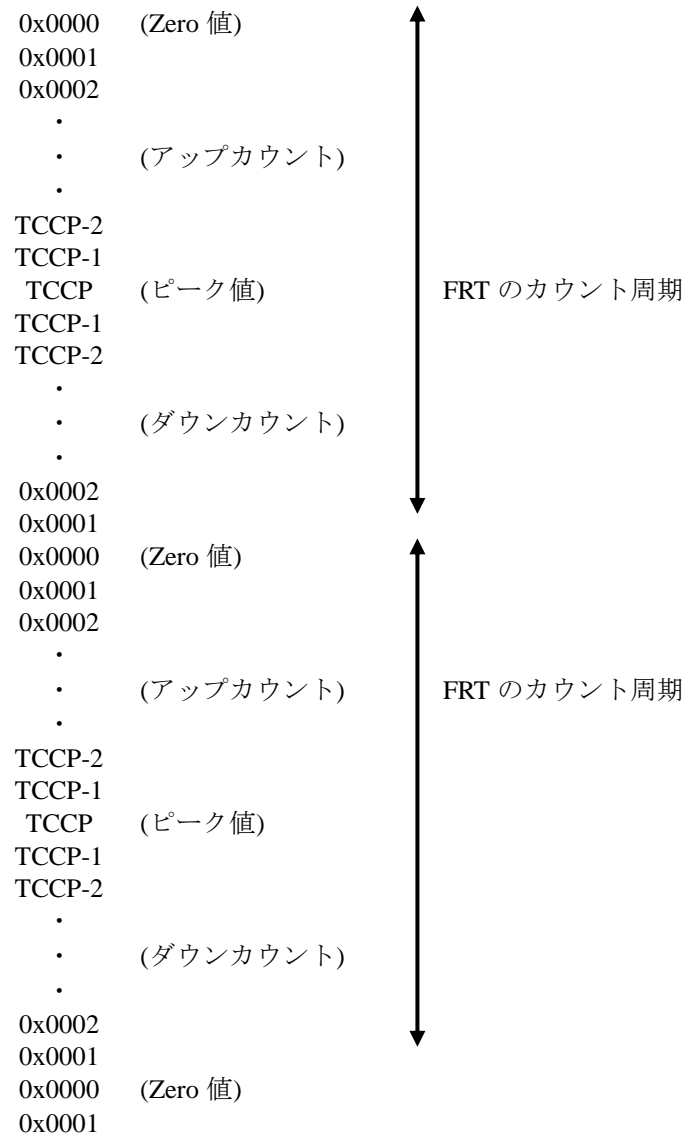 0x0000 (Zero 値)
0x0001
0x0002
・
・ (アップカウント)
・
TCCP-2
TCCP-1
TCCP (ピーク値) FRT のカウント周期
TCCP-1
TCCP-2
・
・ (ダウンカウント)
・
0x0002
0x0001
0x0000 (Zero 値)
0x0001
0x0002
・
・ (アップカウント) FRT のカウント周期
・
TCCP-2
TCCP-1
TCCP (ピーク値)
TCCP-1
TCCP-2
・
・ (ダウンカウント)
・
0x0002
0x0001
0x0000 (Zero 値)
0x0001